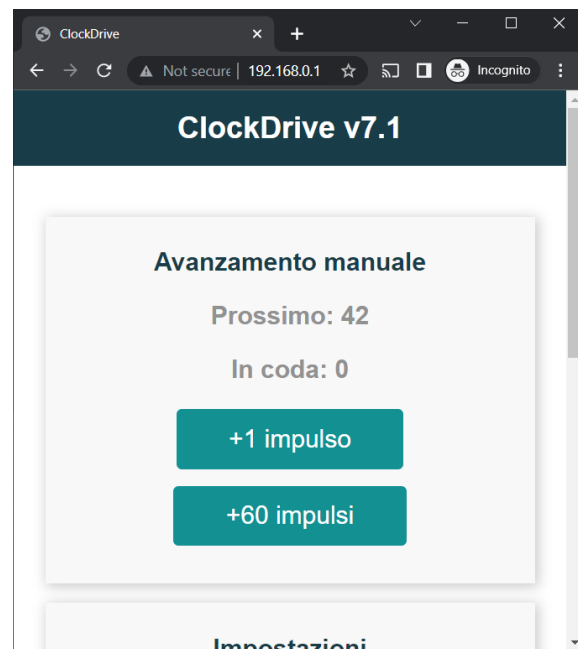 ClockDrive
Not secure 192.168.0.1 Incognito
ClockDrive v7.1
Avanzamento manuale
Prossimo: 42
In coda: 0
+1 impulso
+60 impulsi
Impostazioni